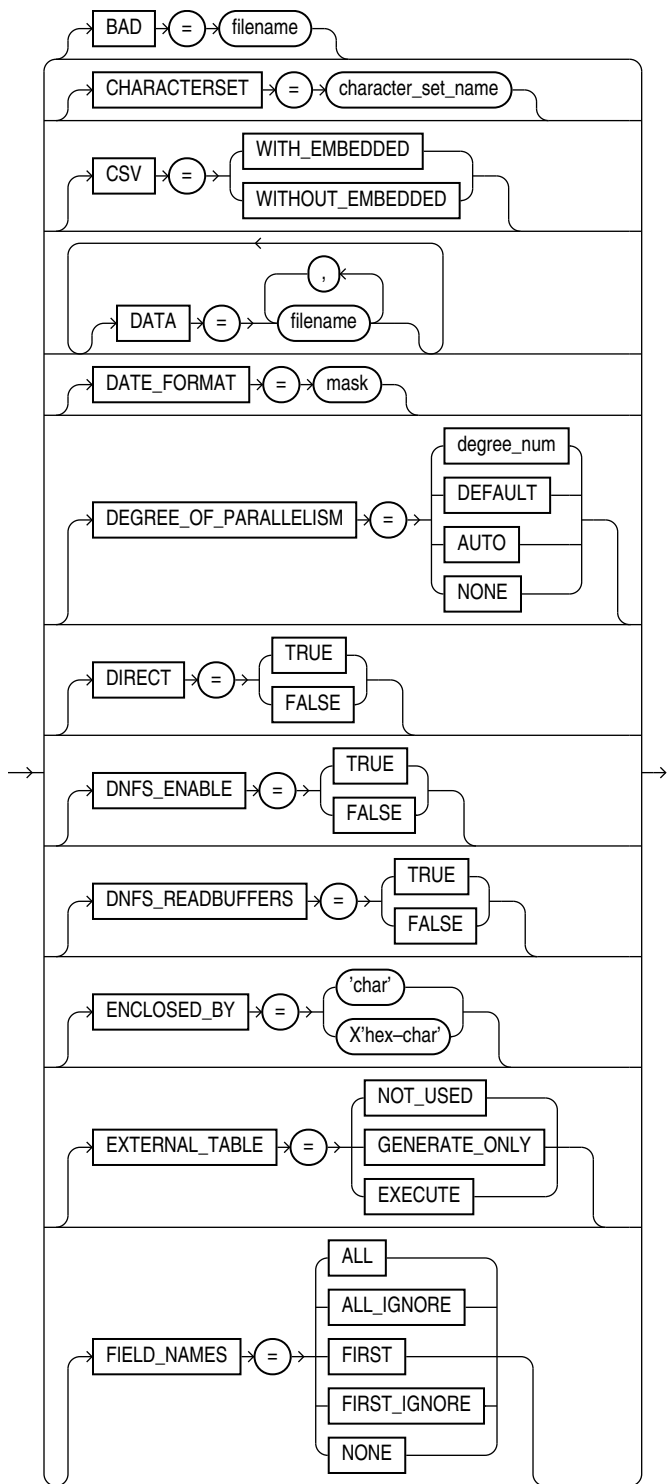 BAD = filename
CHARACTERSET = character_set_name
CSV = WITH_EMBEDDED
WITHOUT_EMBEDDED
,
DATA = filename
DATE_FORMAT = mask
degree_num
DEGREE_OF_PARALLELISM = DEFAULT
AUTO
NONE
DIRECT = TRUE
FALSE
DNFS_ENABLE = TRUE
FALSE
DNFS_READBUFFERS = TRUE
FALSE
ENCLOSED_BY = 'char'
X'hex–char'
NOT_USED
EXTERNAL_TABLE = GENERATE_ONLY
EXECUTE
ALL
ALL_IGNORE
FIELD_NAMES = FIRST
FIRST_IGNORE
NONE